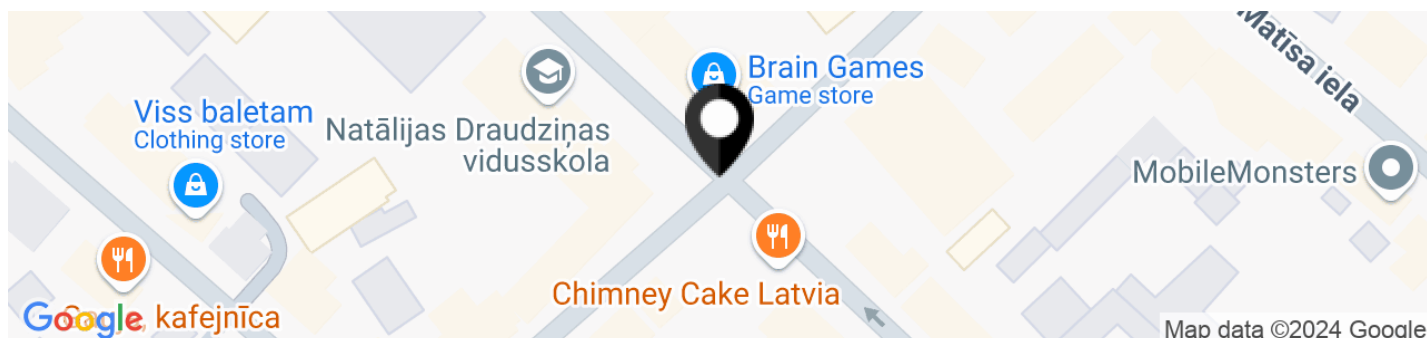 Matīsa iela
Brain Games
Game store
Viss baletam
Clothing store
Natālijas Draudziņas
vidusskola
MobileMonsters
Chimney Cake Latvia
Google
kafejnīca
Map data ©2024 Google